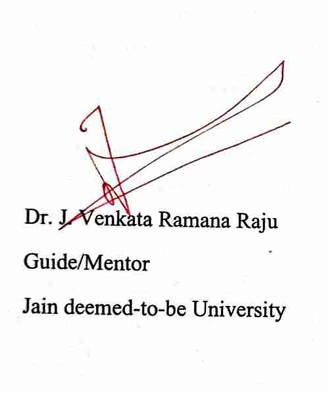 Dr. J. Venkata Ramana Raju
Guide/Mentor
Jain deemed-to-be University